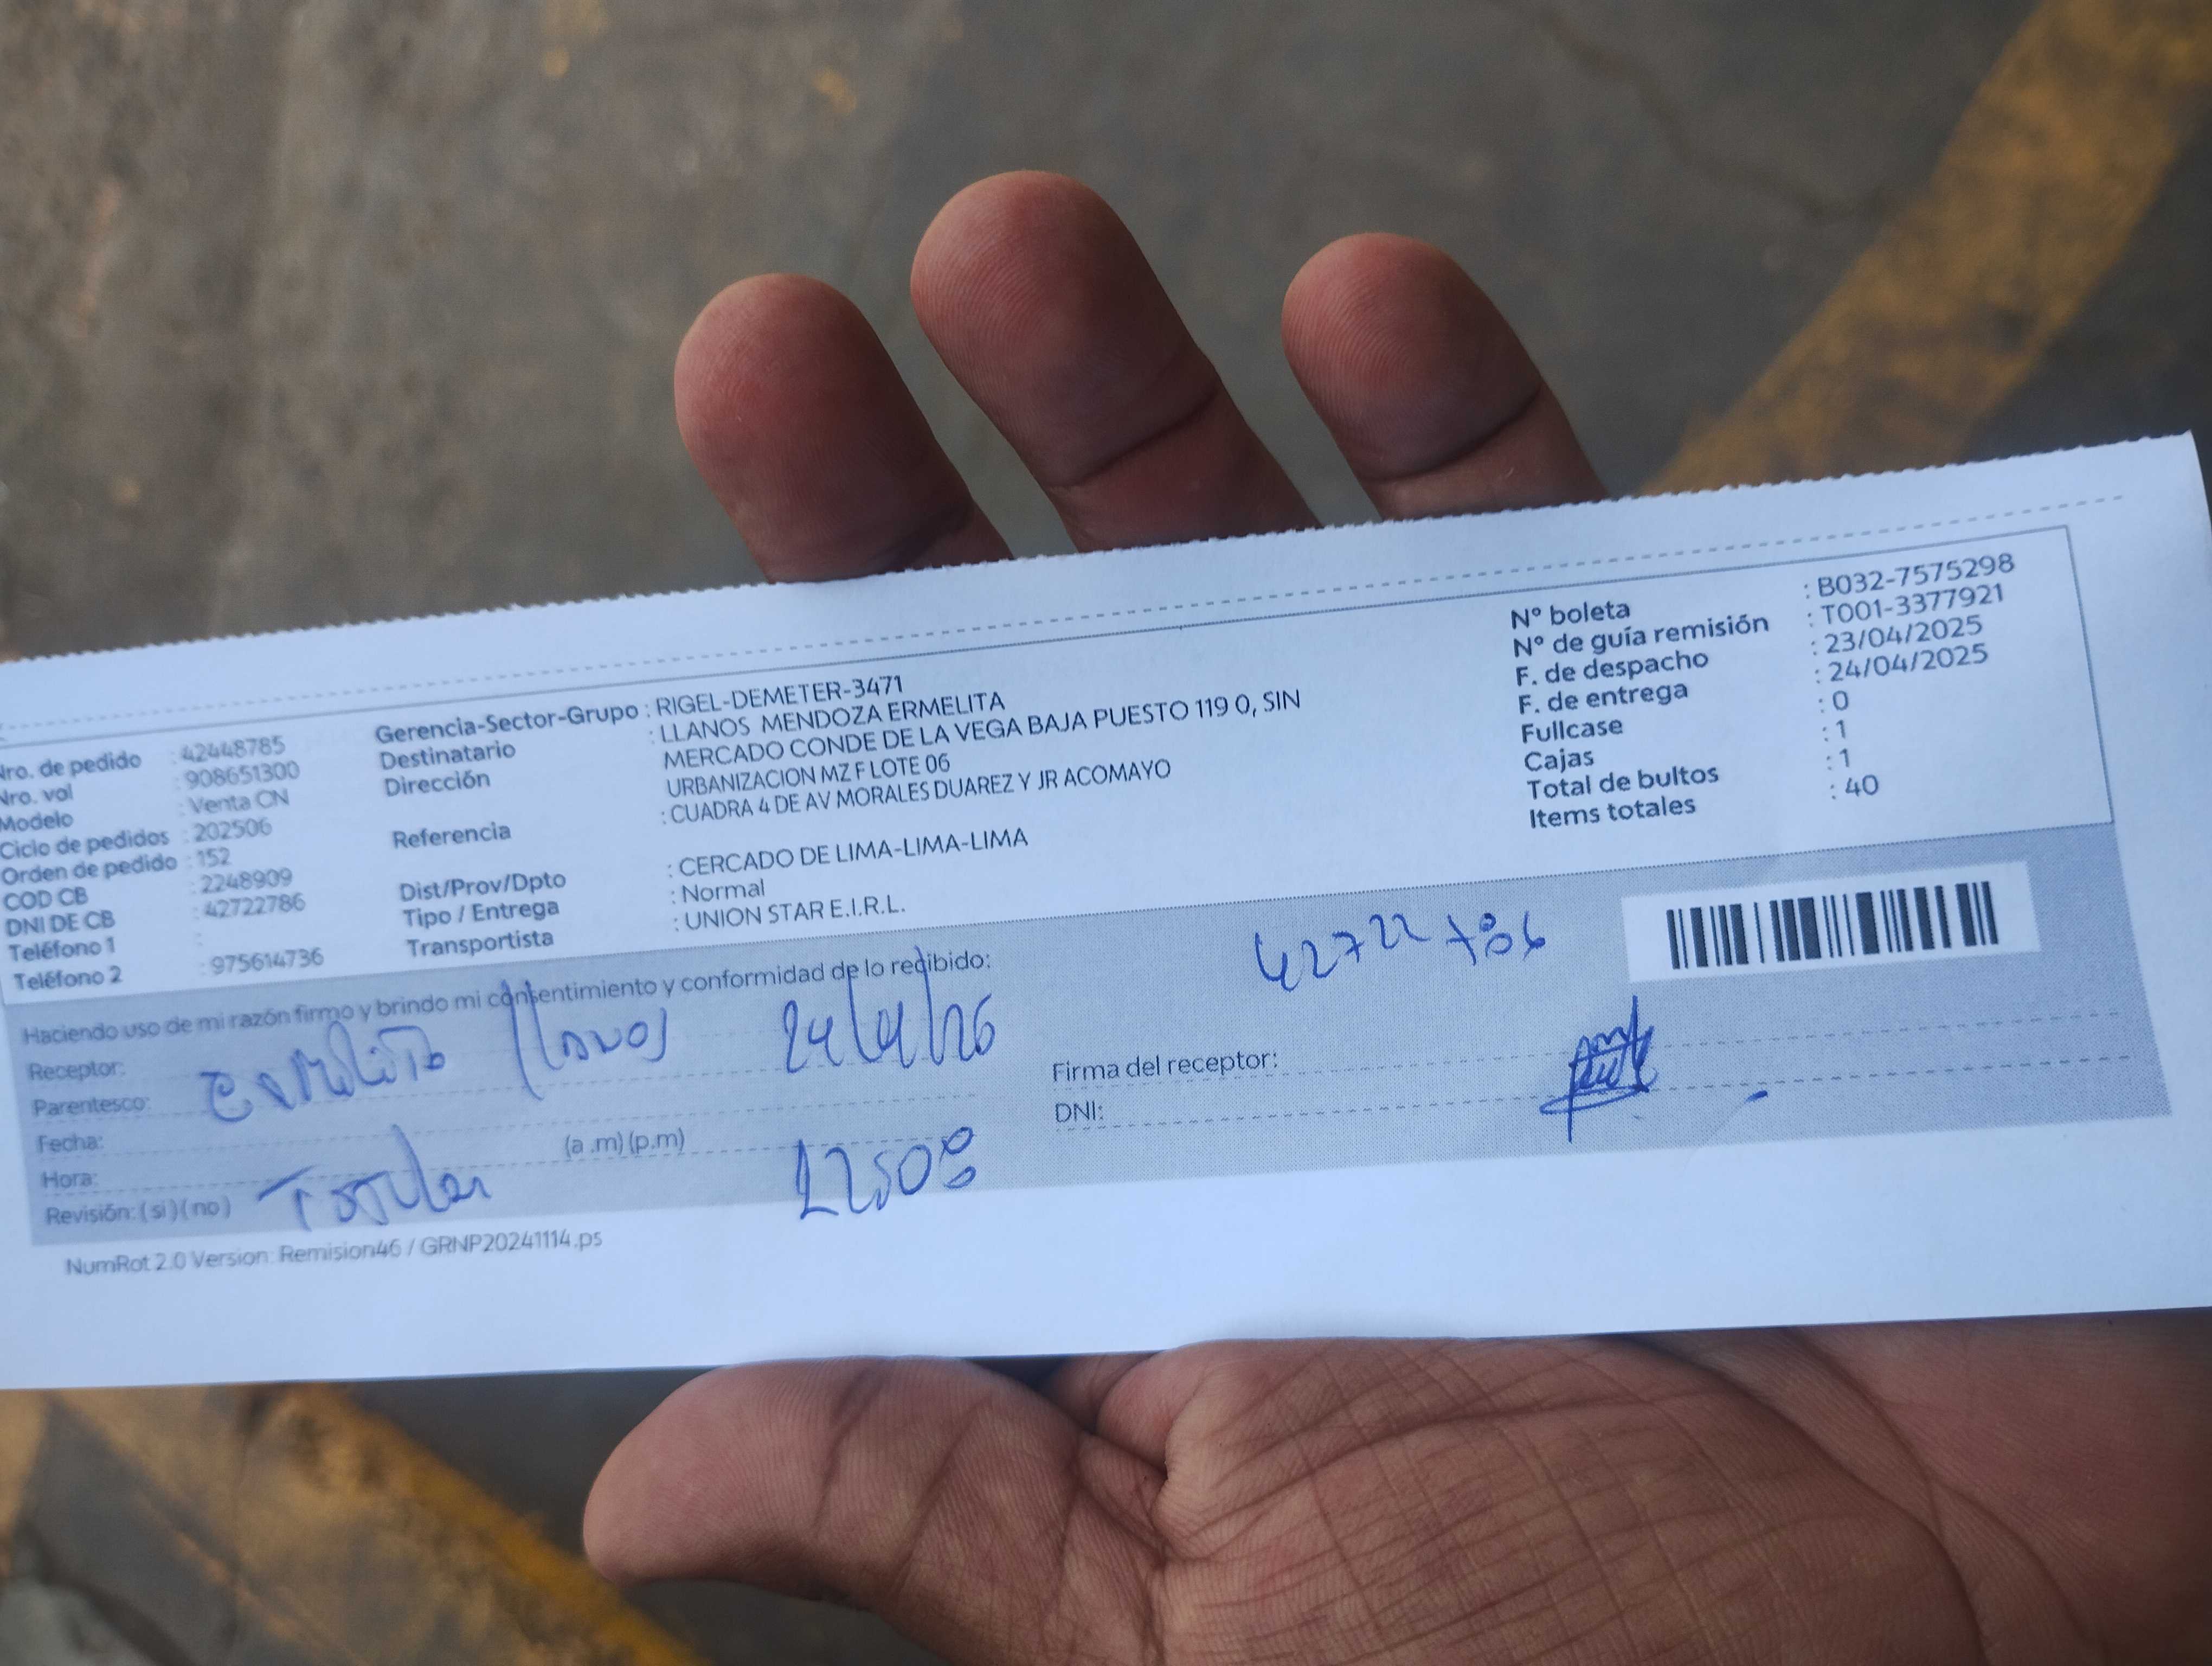 Nro. de pedido : 42448785
Nro. vol : 908651300
Modelo : Venta CN
Ciclo de pedidos : 202506
Orden de pedido : 152
COD CB : 2248909
DNI DE CB : 42722786
Teléfono 1 :
Teléfono 2 : 975614736
Gerencia-Sector-Grupo : RIGEL-DEMETER-3471
Destinatario : LLANOS MENDOZA ERMELITA
Dirección MERCADO CONDE DE LA VEGA BAJA PUESTO 119 0, SIN
URBANIZACION MZ F LOTE 06
Referencia : CUADRA 4 DE AV MORALES DUAREZ Y JR ACOMAYO
Dist/Prov/Dpto : CERCADO DE LIMA-LIMA-LIMA
Tipo / Entrega : Normal
Transportista : UNION STAR E.I.R.L.
N° boleta : B032-7575298
N° de guía remisión : T001-3377921
F. de despacho : 23/04/2025
F. de entrega : 24/04/2025
Fullcase : 0
Cajas : 1
Total de bultos : 1
Items totales : 40
Haciendo uso de mi razón firmo y brindo mi consentimiento y conformidad de lo recibido:
42722786
Receptor: Ermelita Llanos
Parentesco:
Fecha:
Hora: (a .m) (p.m)
Revisión: ( si ) ( no )
Firma del receptor:
DNI:
NumRot 2.0 Version: Remision46 / GRNP20241114.ps